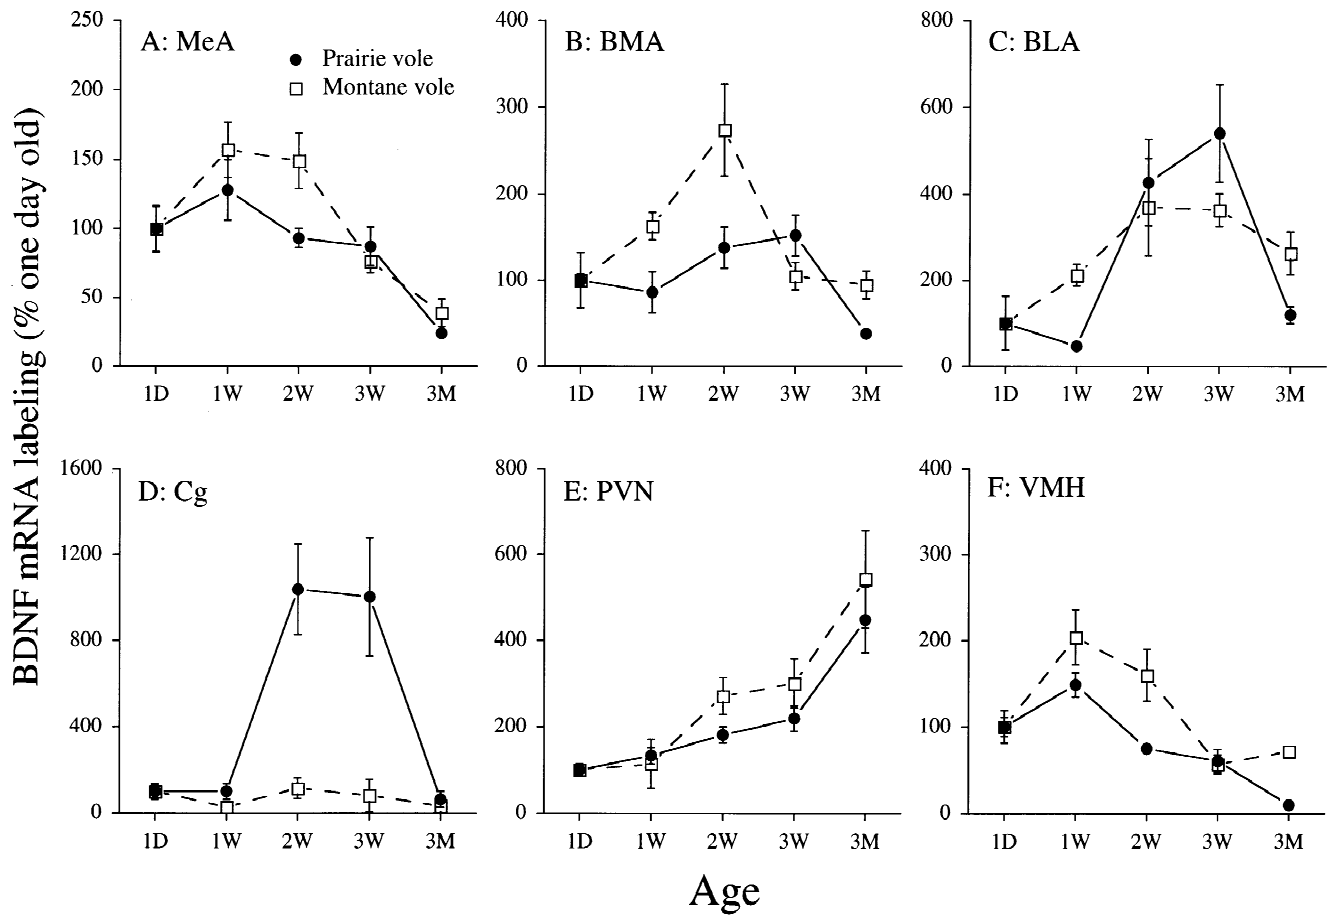 BDNF mRNA labeling (% one day old)
A: MeA
Prairie vole
Montane vole
250
200
150
100
50
0
1D 1W 2W 3W 3M
B: BMA
400
300
200
100
0
1D 1W 2W 3W 3M
C: BLA
800
600
400
200
0
1D 1W 2W 3W 3M
D: Cg
1600
1200
800
400
0
1D 1W 2W 3W 3M
E: PVN
800
600
400
200
0
1D 1W 2W 3W 3M
F: VMH
400
300
200
100
0
1D 1W 2W 3W 3M
Age